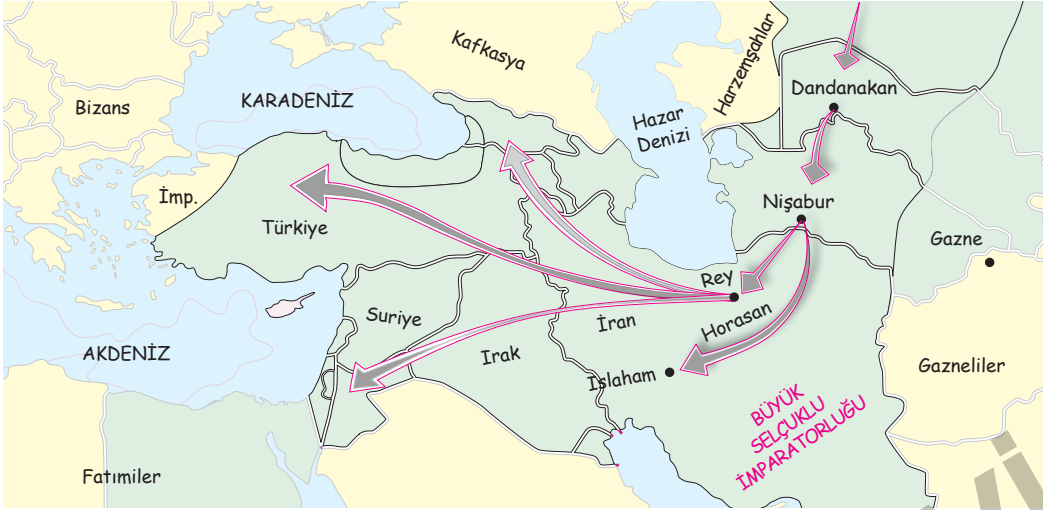 Kafkasya
Harzemşahlar
Dandanakan
Bizans
KARADENİZ
Hazar
Denizi
İmp.
Türkiye
Nişabur
Gazne
Rey
Suriye
İran
Horasan
AKDENİZ
Irak
Islaham
Gazneliler
BÜYÜK
SELÇUKLU
İMPARATORLUĞU
Fatımiler